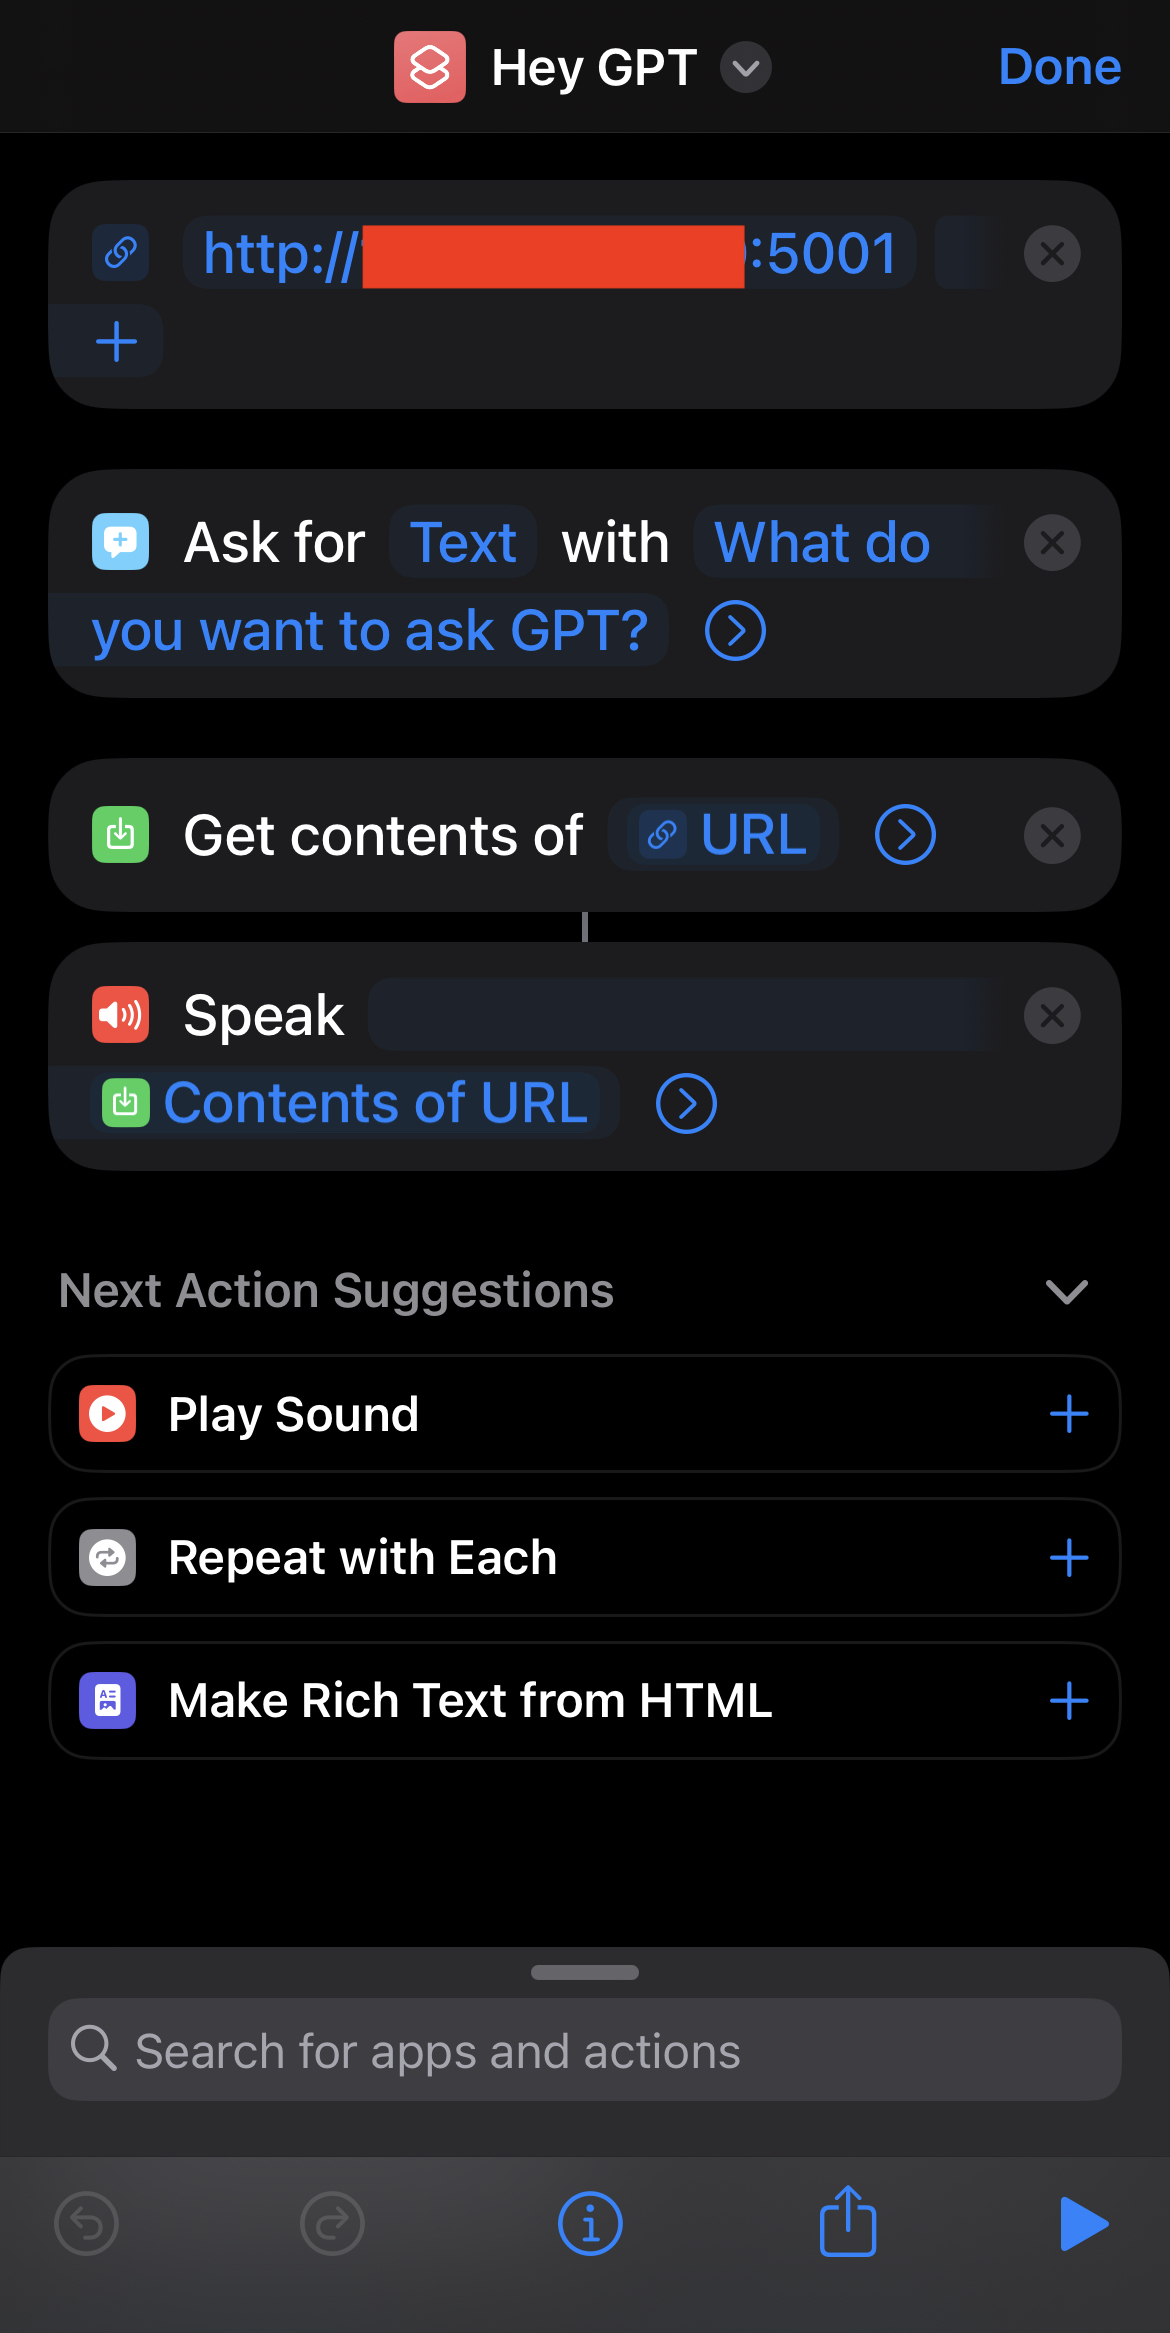 Hey GPT
Done
http://
:5001
Ask for Text with What do
you want to ask GPT?
Get contents of URL
Speak
Contents of URL
Next Action Suggestions
Play Sound
Repeat with Each
Make Rich Text from HTML
Search for apps and actions